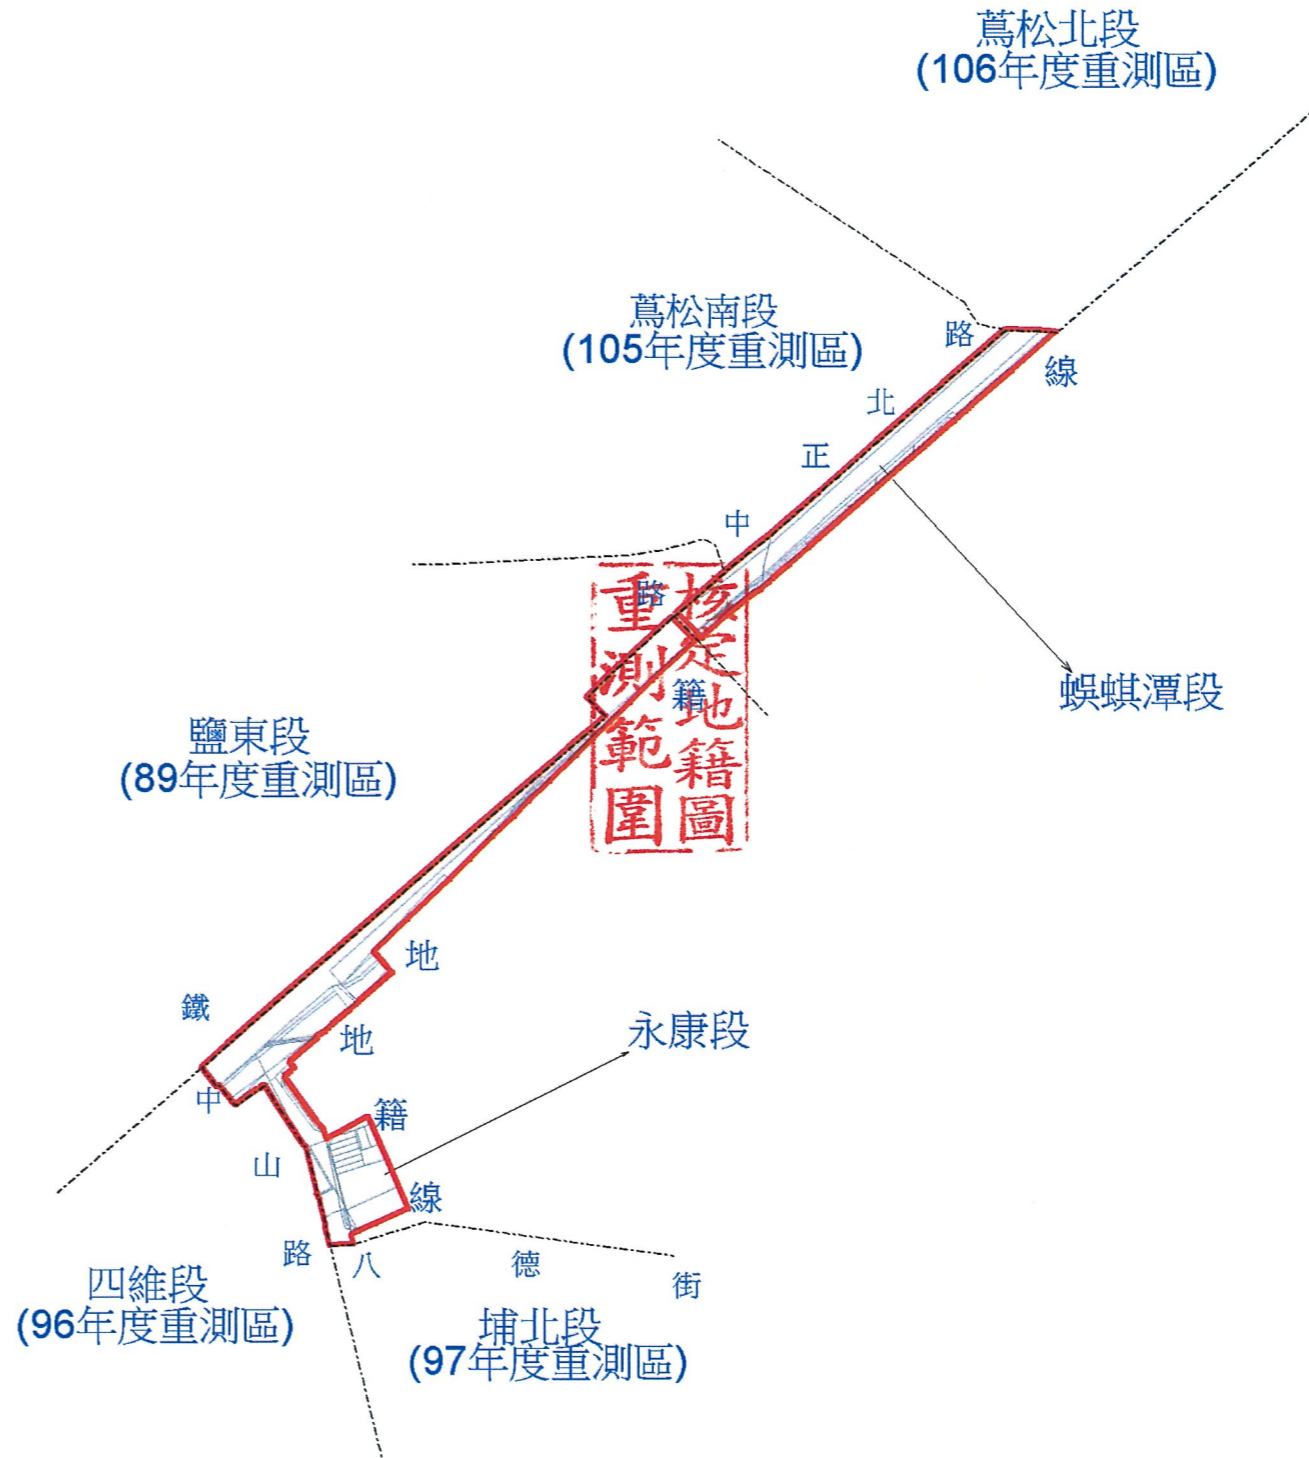 蔦松北段
(106年度重測區)
蔦松南段
(105年度重測區)
路
線
北
正
中
路
籍
核定地籍圖
重測範圍
蜈蜞潭段
鹽東段
(89年度重測區)
地
鐵
地
永康段
中
籍
山
線
路
八
德
街
四維段
(96年度重測區)
埔北段
(97年度重測區)